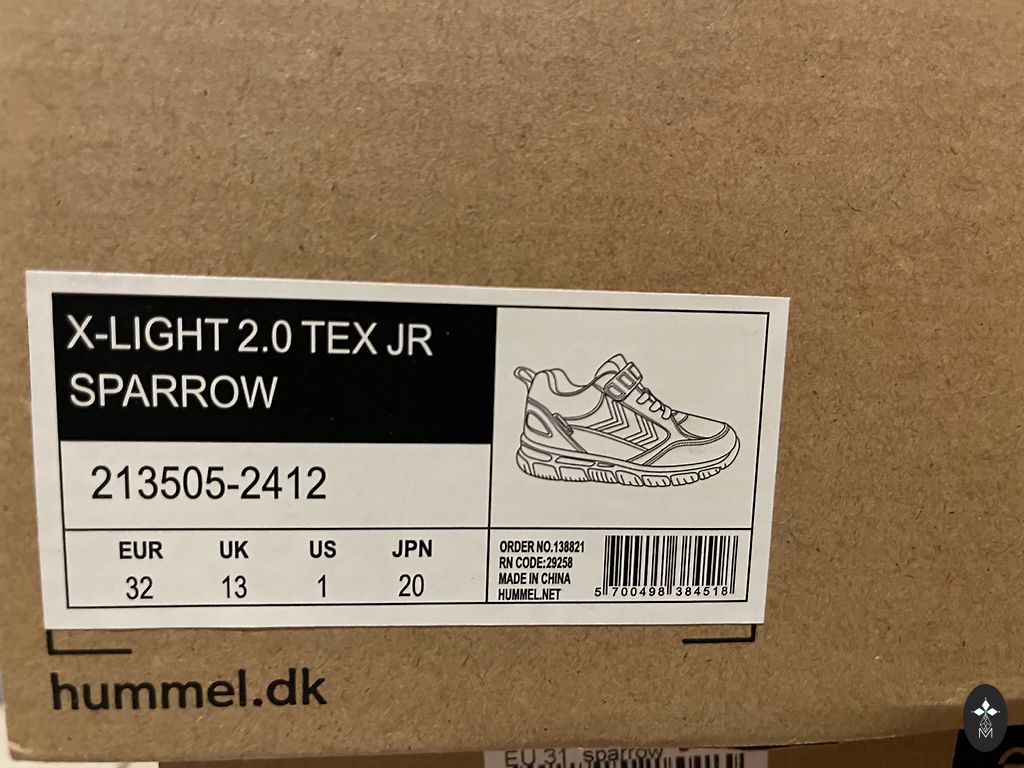 X-LIGHT 2.0 TEX JR
SPARROW
213505-2412
EUR UK US JPN
32 13 1 20
ORDER NO.138821
RN CODE:29258
MADE IN CHINA
HUMMEL.NET
5 700498 384518
hummel.dk
EU 31 sparrow
M